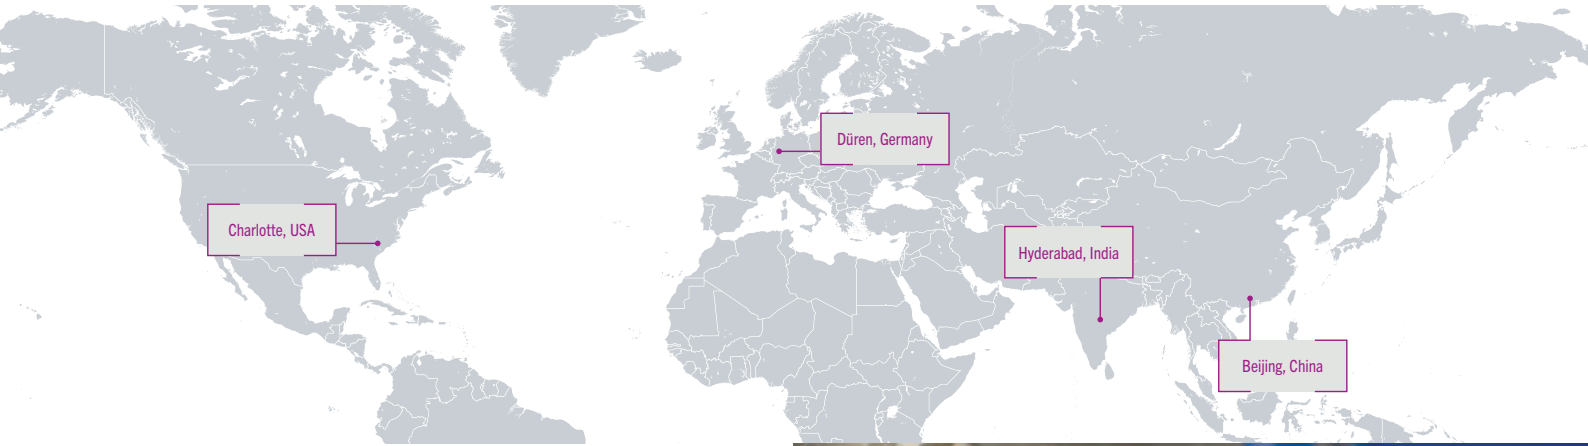 Düren, Germany
Charlotte, USA
Hyderabad, India
Beijing, China